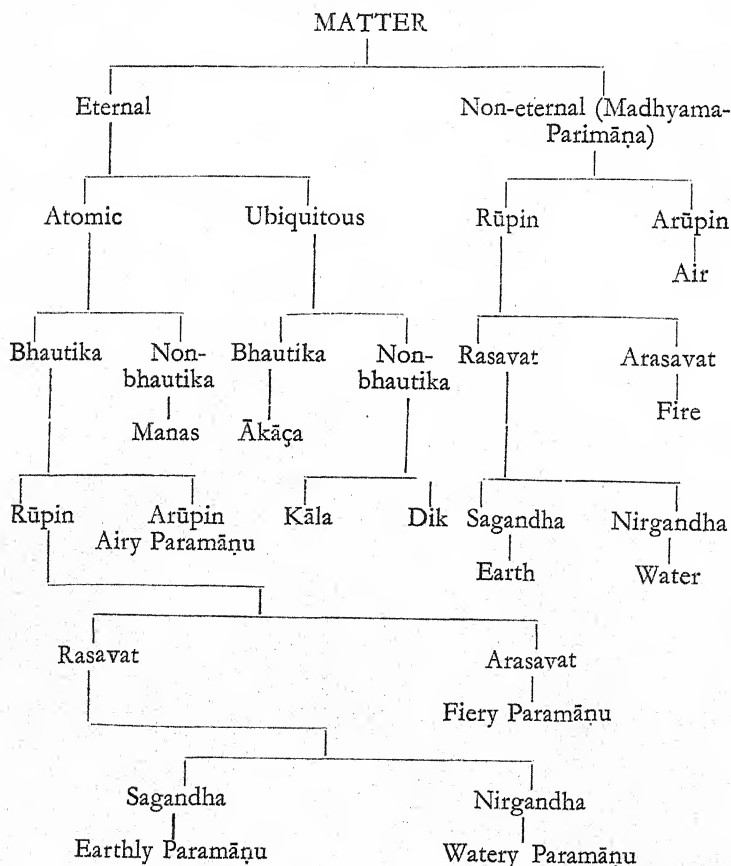 MATTER
Eternal
Non-eternal (Madhyama-
Parimāṇa)
Atomic
Ubiquitous
Rūpin
Arūpin
Air
Bhautika
Non-
bhautika
Bhautika
Non-
bhautika
Rasavat
Arasavat
Manas
Ākāça
Fire
Rūpin
Arūpin
Airy Paramāṇu
Kāla
Dik
Sagandha
Nirgandha
Earth
Water
Rasavat
Arasavat
Fiery Paramāṇu
Sagandha
Nirgandha
Earthly Paramāṇu
Watery Paramāṇu